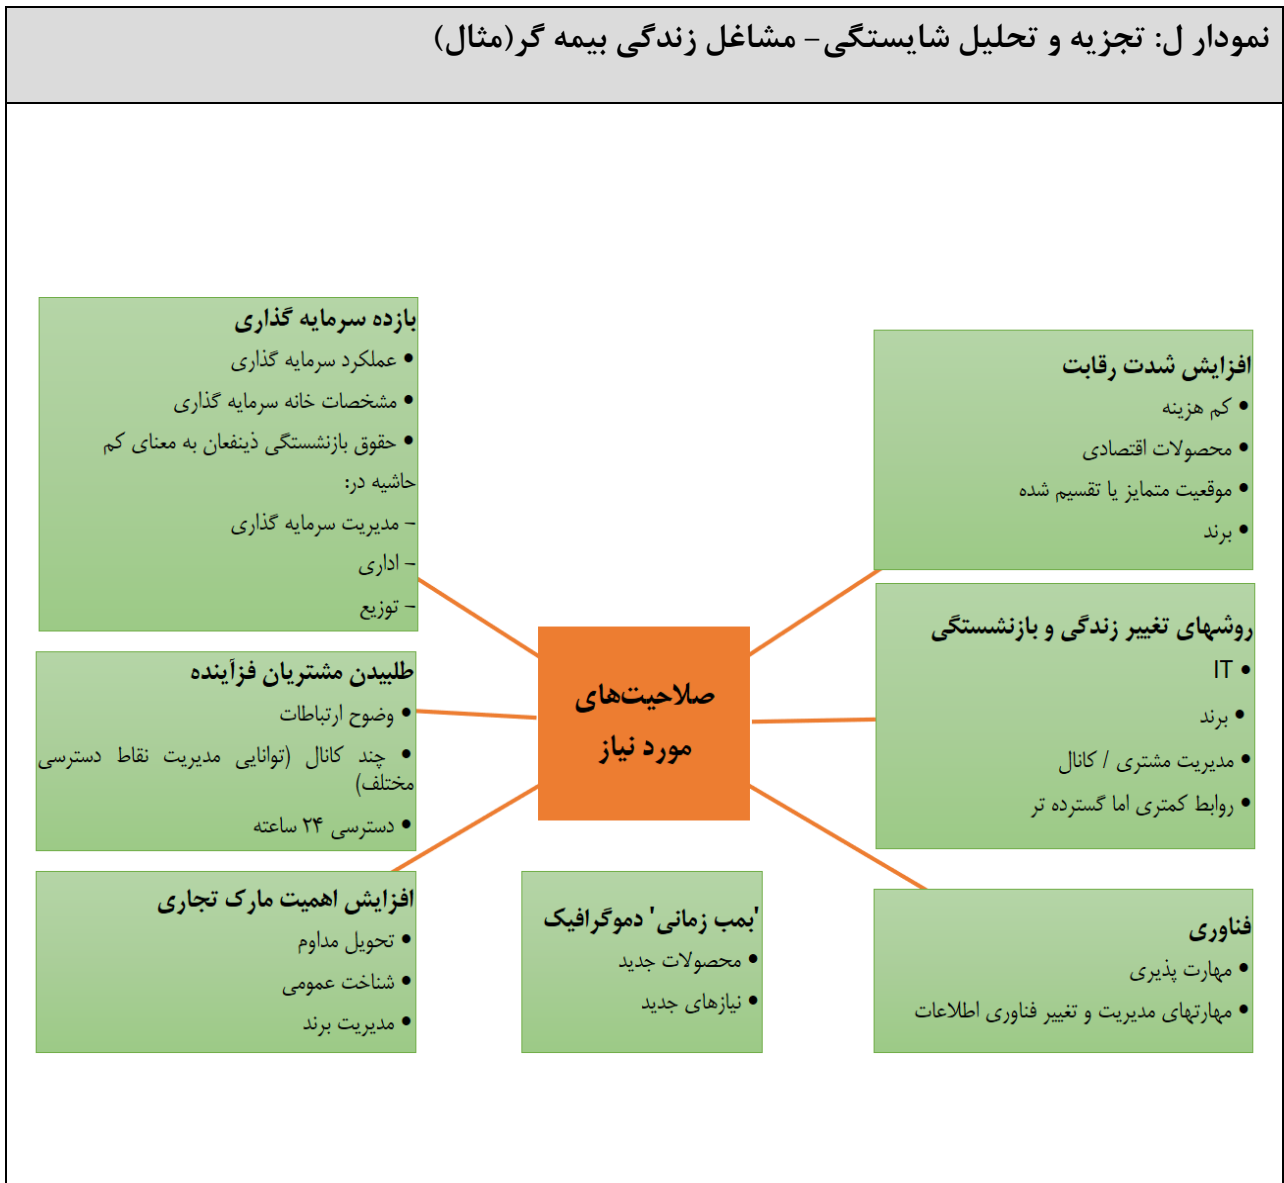 نمودار ل: تجزیه و تحلیل شایستگی- مشاغل زندگی بیمه گر(مثال)
افزایش شدت رقابت
• کم هزینه
• محصولات اقتصادی
• موقعیت متمایز یا تقسیم شده
• برند
روشهای تغییر زندگی و بازنشستگی
• IT
• برند
• مدیریت مشتری / کانال
• روابط کمتری اما گسترده تر
فناوری
• مهارت پذیری
• مهارتهای مدیریت و تغییر فناوری اطلاعات
صلاحیت‌های
مورد نیاز
'بمب زمانی' دموگرافیک
• محصولات جدید
• نیازهای جدید
بازده سرمایه گذاری
• عملکرد سرمایه گذاری
• مشخصات خانه سرمایه گذاری
• حقوق بازنشستگی ذینفعان به معنای کم
حاشیه در:
- مدیریت سرمایه گذاری
- اداری
- توزیع
طلبیدن مشتریان فزآینده
• وضوح ارتباطات
• چند کانال (توانایی مدیریت نقاط دسترسی
مختلف)
• دسترسی ۲۴ ساعته
افزایش اهمیت مارک تجاری
• تحویل مداوم
• شناخت عمومی
• مدیریت برند